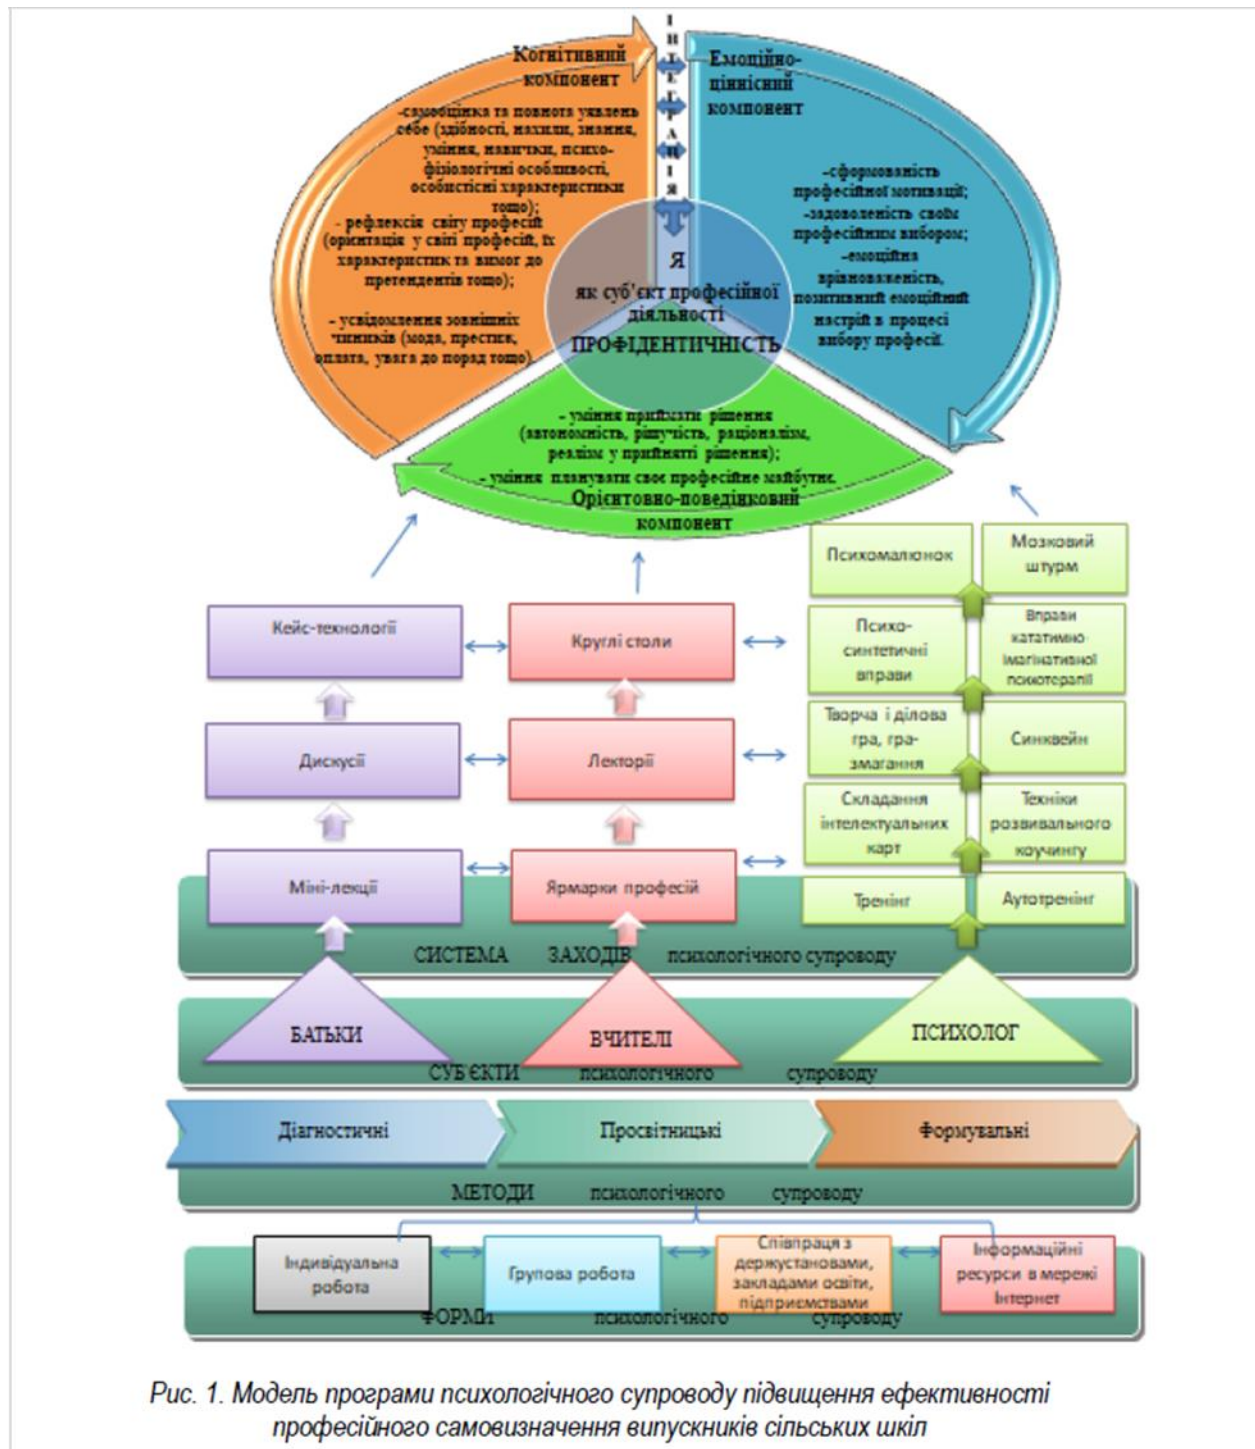 ІНТЕГРАЦІЯ
Когнитивний
компонент
-самооцінка та повнота уявлень
себе (здібності, нахили, знання,
уміння, навички, психо-
фізіологічні особливості,
особистісні характеристики
тощо);
- рефлексія світу професій
(оринтація у світі професій, їх
характеристик та вимог до
претендентів тощо);
- усвідомлення зовнішніх
чинників (мода, престиж,
оплата, увага до порад тощо)
Емоційно-
ціннісний
компонент
-сформованість
професійної мотивації;
-задоволеність своїм
професійним вибором;
-емоційна
врівноваженість,
позитивний емоційний
настрій в процесі
вибору професії.
Я
як суб'єкт професійної
діяльності
ПРОФІДЕНТИЧНІСТЬ
- уміння приймати рішення
(автономність, рішучість, раціоналізм,
реалізм у прийнятті рішення);
- уміння планувати своє професійне майбутнє.
Орієнтовно-поведінковий
компонент
Кейс-технології
Круглі столи
Дискусії
Лекторії
Міні-лекції
Ярмарки професій
Психомалюнок
Мозковий
штурм
Психо-
синтетичні
вправи
Вправи
кататимно
імагінативної
психотерапії
Творча і ділова
гра, гра-
змагання
Синквейн
Складання
інтелектуальних
карт
Техніки
розвивального
коучингу
Тренінг
Аутотренінг
СИСТЕМА ЗАХОДІВ психологічного супроводу
БАТЬКИ
ВЧИТЕЛІ
ПСИХОЛОГ
СУБ'ЄКТИ психологічного супроводу
Діагностичні
Просвітницькі
Формувальні
МЕТОДИ психологічного супроводу
Індивідуальна
робота
Групова робота
Співпраця з
держустановами,
закладами освіти,
підприємствами
Інформаційні
ресурси в мережі
Інтернет
ФОРМИ психологічного супроводу
Рис. 1. Модель програми психологічного супроводу підвищення ефективності
професійного самовизначення випускників сільських шкіл